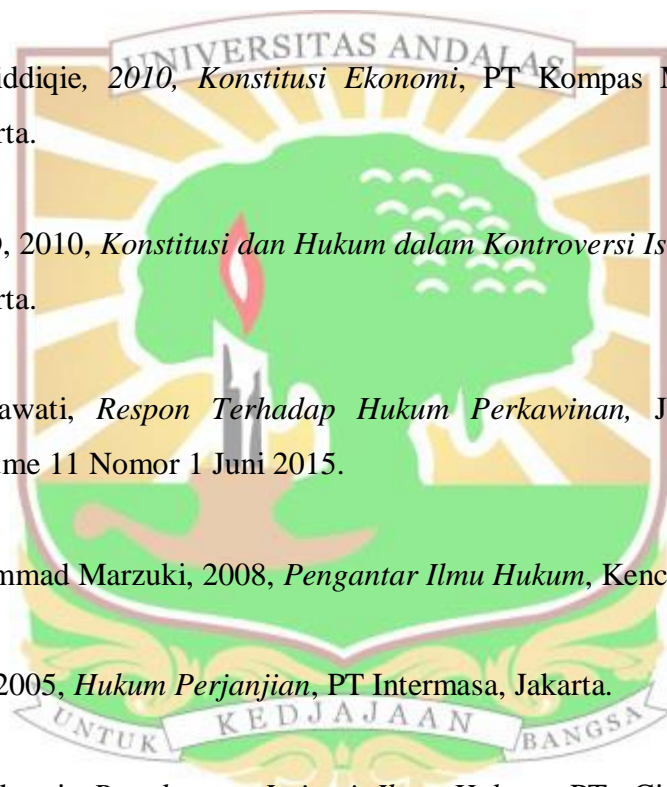 UNIVERSITAS ANDALAS
iddiqie, 2010, Konstitusi Ekonomi, PT Kompas M
rta.
, 2010, Konstitusi dan Hukum dalam Kontroversi Is
rta.
awati, Respon Terhadap Hukum Perkawinan, J
ume 11 Nomor 1 Juni 2015.
mmad Marzuki, 2008, Pengantar Ilmu Hukum, Kenc
2005, Hukum Perjanjian, PT Intermasa, Jakarta.
UNTUK KEDJAJAAN BANGSA